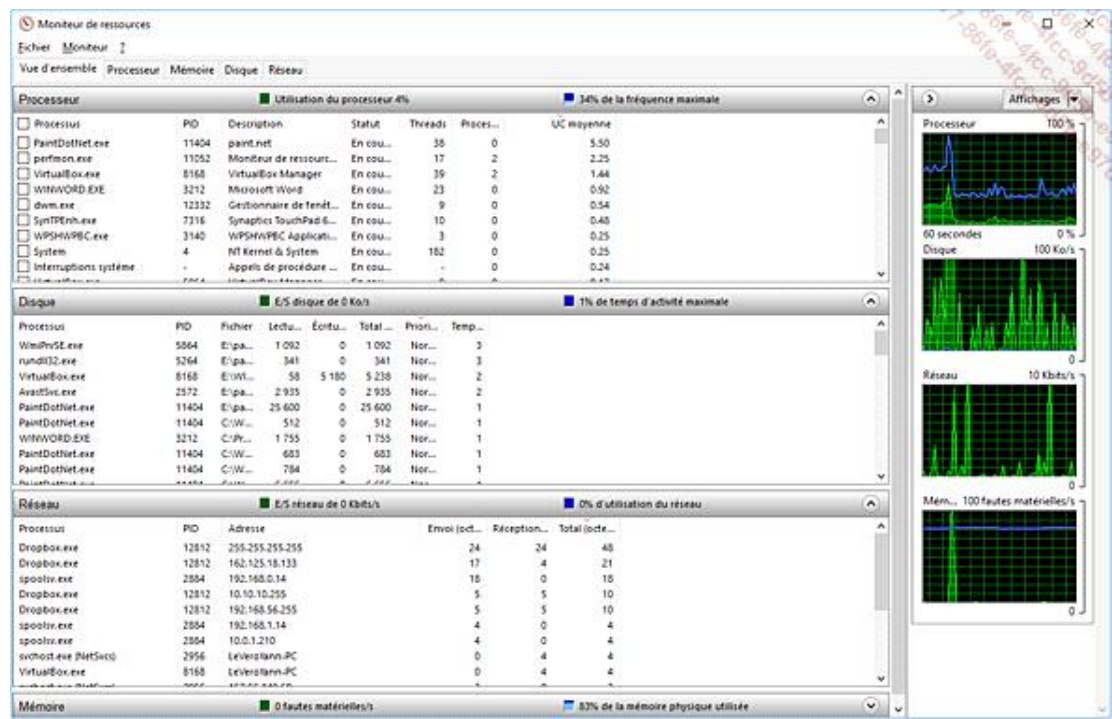 Moniteur de ressources
Fichier Moniteur ?
Vue d'ensemble Processeur Mémoire Disque Réseau
Processeur Utilisation du processeur 4% 34% de la fréquence maximale
Processus PID Description Statut Threads Proces... UC moyenne
PaintDotNet.exe 11404 paint.net En cou... 38 0 5.50
perfmon.exe 11052 Moniteur de ressourc... En cou... 17 2 2.25
VirtualBox.exe 8168 VirtualBox Manager En cou... 39 2 1.44
WINWORD.EXE 3212 Microsoft Word En cou... 23 0 0.92
dwm.exe 12332 Gestionnaire de fenêt... En cou... 9 0 0.54
SynTPEnh.exe 7316 Synaptics TouchPad 6... En cou... 10 0 0.48
WPSHWPBC.exe 3140 WPSHWPBC Applicati... En cou... 3 0 0.25
System 4 NT Kernel & System En cou... 182 0 0.25
Interruptions système - Appels de procédure ... En cou... - 0 0.24
Disque E/S disque de 0 Ko/s 1% de temps d'activité maximale
Processus PID Fichier Lectu... Écritu... Total ... Priori... Temp...
WmiPrvSE.exe 5864 E:\pa... 1 092 0 1 092 Nor... 3
rundll32.exe 5264 E:\pa... 341 0 341 Nor... 3
VirtualBox.exe 8168 E:\WI... 58 5 180 5 238 Nor... 2
AvastSvc.exe 2572 E:\pa... 2 935 0 2 935 Nor... 2
PaintDotNet.exe 11404 E:\pa... 25 600 0 25 600 Nor... 1
PaintDotNet.exe 11404 C:\W... 512 0 512 Nor... 1
WINWORD.EXE 3212 C:\Pr... 1 755 0 1 755 Nor... 1
PaintDotNet.exe 11404 C:\W... 683 0 683 Nor... 1
PaintDotNet.exe 11404 C:\W... 784 0 784 Nor... 1
Réseau E/S réseau de 0 Kbits/s 0% d'utilisation du réseau
Processus PID Adresse Envoi (oct... Réception... Total (octe...
Dropbox.exe 12812 255.255.255.255 24 24 48
Dropbox.exe 12812 162.125.18.133 17 4 21
spoolsv.exe 2884 192.168.0.14 18 0 18
Dropbox.exe 12812 10.10.10.255 5 5 10
Dropbox.exe 12812 192.168.56.255 5 5 10
spoolsv.exe 2884 192.168.1.14 4 0 4
spoolsv.exe 2884 10.0.1.210 4 0 4
svchost.exe (NetSvcs) 2956 0 4 4
VirtualBox.exe 8168 0 4 4
Mémoire 0 fautes matérielles/s 83% de la mémoire physique utilisée
Affichages
Processeur 100 %
60 secondes 0 %
Disque 100 Ko/s
0
Réseau 10 Kbits/s
0
Mém... 100 fautes matérielles/s
0